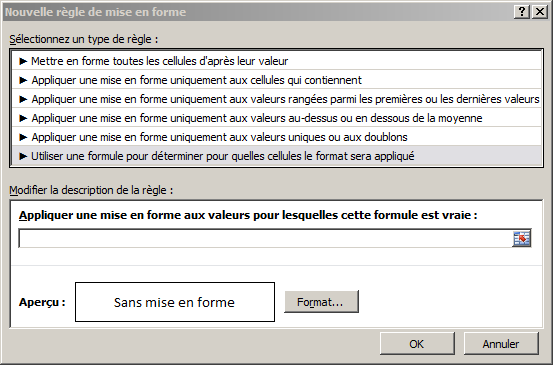 Nouvelle règle de mise en forme
Sélectionnez un type de règle :
► Mettre en forme toutes les cellules d'après leur valeur
► Appliquer une mise en forme uniquement aux cellules qui contiennent
► Appliquer une mise en forme uniquement aux valeurs rangées parmi les premières ou les dernières valeurs
► Appliquer une mise en forme uniquement aux valeurs au-dessus ou en dessous de la moyenne
► Appliquer une mise en forme uniquement aux valeurs uniques ou aux doublons
► Utiliser une formule pour déterminer pour quelles cellules le format sera appliqué
Modifier la description de la règle :
Appliquer une mise en forme aux valeurs pour lesquelles cette formule est vraie :
Aperçu :
Sans mise en forme
Format...
OK
Annuler